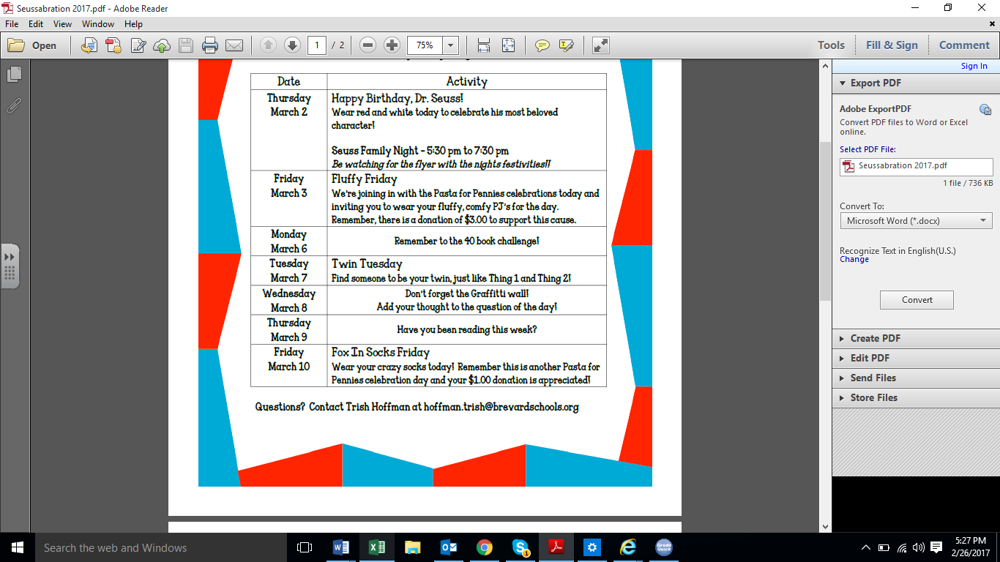 Seussabration 2017.pdf - Adobe Reader
File Edit View Window Help
Open 1 / 2 75% Tools Fill & Sign Comment
Sign In
Date Activity
Thursday
March 2
Happy Birthday, Dr. Seuss!
Wear red and white today to celebrate his most beloved
character!
Seuss Family Night - 5:30 pm to 7:30 pm
Be watching for the flyer with the nights festivities!!
Friday
March 3
Fluffy Friday
We're joining in with the Pasta for Pennies celebrations today and
inviting you to wear your fluffy, comfy PJ's for the day.
Remember, there is a donation of $3.00 to support this cause.
Monday
March 6
Remember to the 40 book challenge!
Tuesday
March 7
Twin Tuesday
Find someone to be your twin, just like Thing 1 and Thing 2!
Wednesday
March 8
Don't forget the Graffitti wall!
Add your thought to the question of the day!
Thursday
March 9
Have you been reading this week?
Friday
March 10
Fox In Socks Friday
Wear your crazy socks today! Remember this is another Pasta for
Pennies celebration day and your $1.00 donation is appreciated!
Questions? Contact Trish Hoffman at hoffman.trish@brevardschools.org
Export PDF
Adobe ExportPDF
Convert PDF files to Word or Excel
online.
Select PDF File:
Seussabration 2017.pdf
1 file / 736 KB
Convert To:
Microsoft Word (*.docx)
Recognize Text in English(U.S.)
Change
Convert
Create PDF
Edit PDF
Send Files
Store Files
Search the web and Windows
Grade
Quick
5:27 PM
2/26/2017